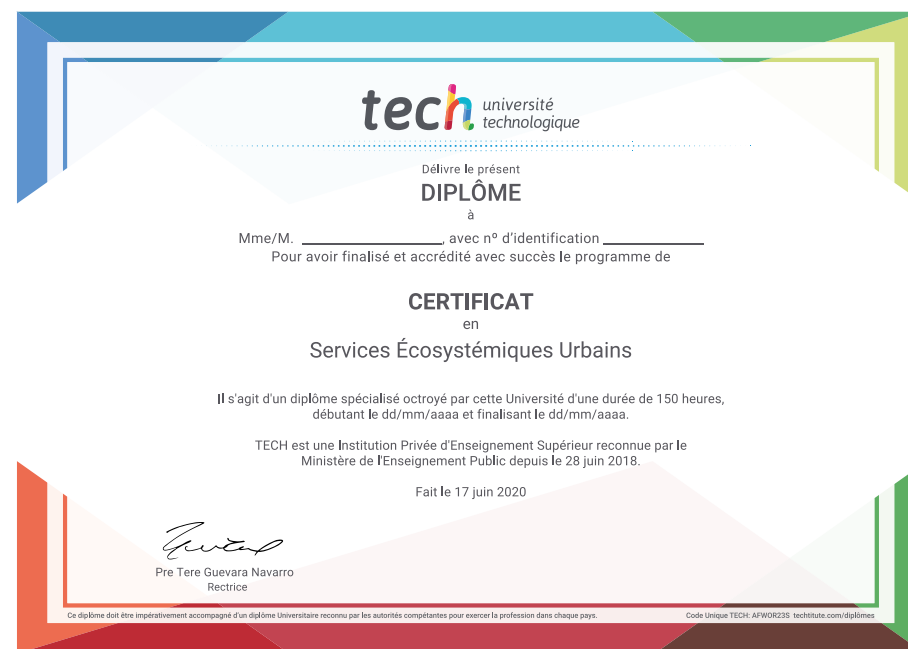 tech université
technologique
Délivre le présent
DIPLÔME
à
Mme/M. ____________________, avec nº d'identification ______________
Pour avoir finalisé et accrédité avec succès le programme de
CERTIFICAT
en
Services Écosystémiques Urbains
Il s'agit d'un diplôme spécialisé octroyé par cette Université d'une durée de 150 heures,
débutant le dd/mm/aaaa et finalisant le dd/mm/aaaa.
TECH est une Institution Privée d'Enseignement Supérieur reconnue par le
Ministère de l'Enseignement Public depuis le 28 juin 2018.
Fait le 17 juin 2020
Pre Tere Guevara Navarro
Rectrice
Ce diplôme doit être impérativement accompagné d'un diplôme Universitaire reconnu par les autorités compétantes pour exercer la profession dans chaque pays.
Code Unique TECH: AFWOR23S techtitute.com/diplômes